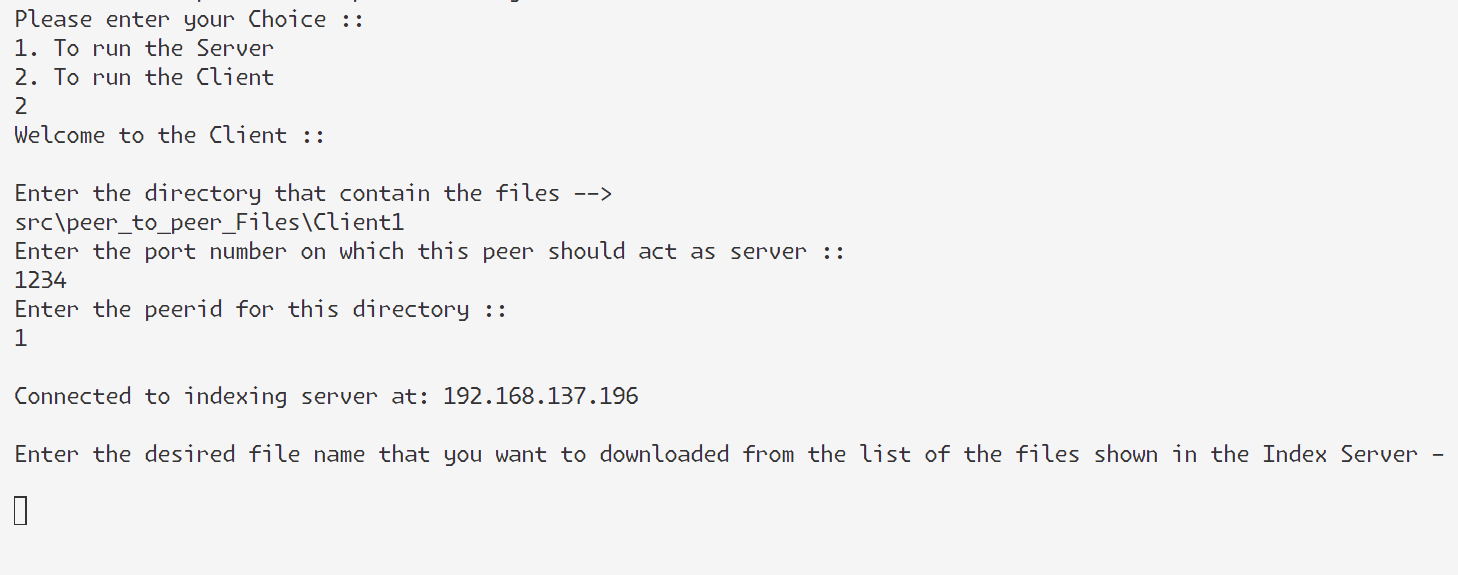 Please enter your Choice ::
1. To run the Server
2. To run the Client
2
Welcome to the Client ::
Enter the directory that contain the files -->
src\peer_to_peer_Files\Client1
Enter the port number on which this peer should act as server ::
1234
Enter the peerid for this directory ::
1
Connected to indexing server at: 192.168.137.196
Enter the desired file name that you want to downloaded from the list of the files shown in the Index Server -